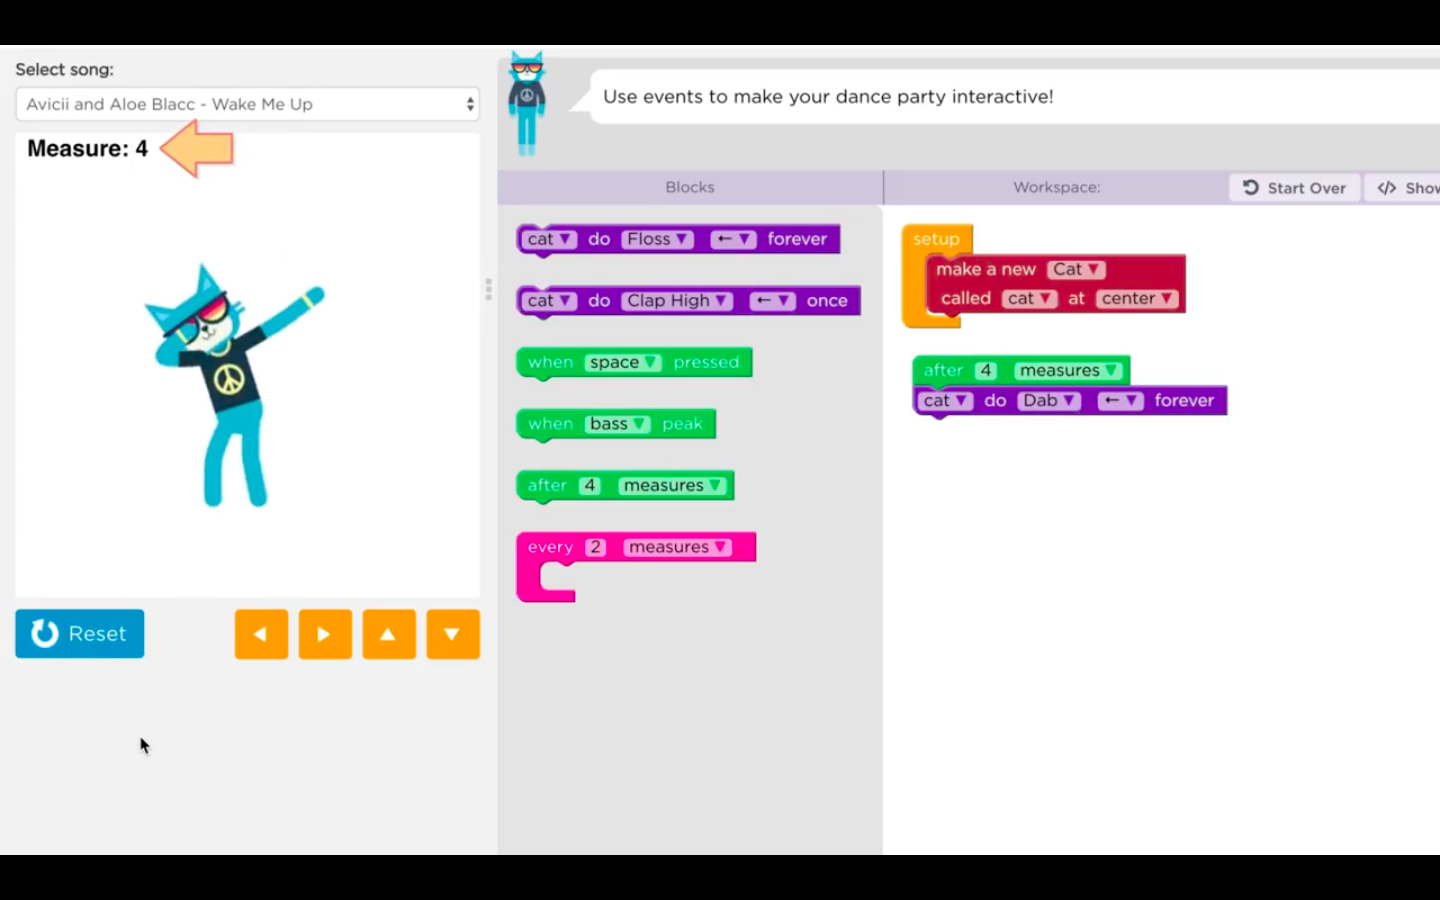 Select song:
Avicii and Aloe Blacc - Wake Me Up
Measure: 4
Reset
Use events to make your dance party interactive!
Blocks
Workspace:
Start Over
</> Show
cat do Floss ← forever
cat do Clap High ← once
when space pressed
when bass peak
after 4 measures
every 2 measures
setup
make a new Cat
called cat at center
after 4 measures
cat do Dab ← forever